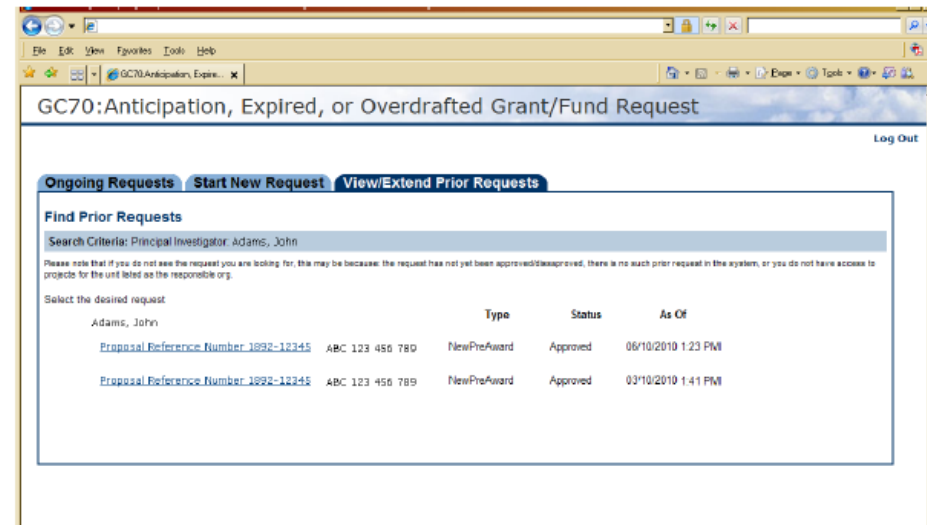 File Edit View Favorites Tools Help
GC70:Anticipation, Expire... x
Page Tools
GC70:Anticipation, Expired, or Overdrafted Grant/Fund Request
Log Out
Ongoing Requests Start New Request View/Extend Prior Requests
Find Prior Requests
Search Criteria: Principal Investigator: Adams, John
Please note that if you do not see the request you are looking for, this may be because: the request has not yet been approved/disapproved, there is no such prior request in the system, or you do not have access to
projects for the unit listed as the responsible org.
Select the desired request
Type Status As Of
Adams, John
Proposal Reference Number 1892-12345 ABC 123 456 789 NewPreAward Approved 06/10/2010 1:23 PM
Proposal Reference Number 1892-12345 ABC 123 456 789 NewPreAward Approved 03/10/2010 1:41 PM